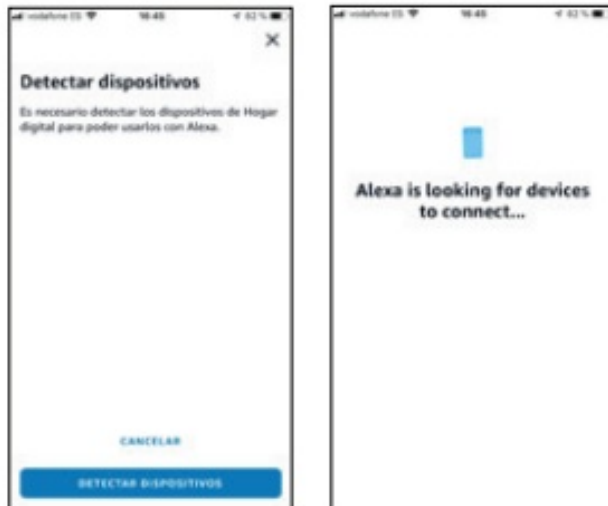 vodafone ES 16:45 62 %
Detectar dispositivos
Es necesario detectar los dispositivos de Hogar
digital para poder usarlos con Alexa.
CANCELAR
DETECTAR DISPOSITIVOS
vodafone ES 16:45 62 %
Alexa is looking for devices
to connect...